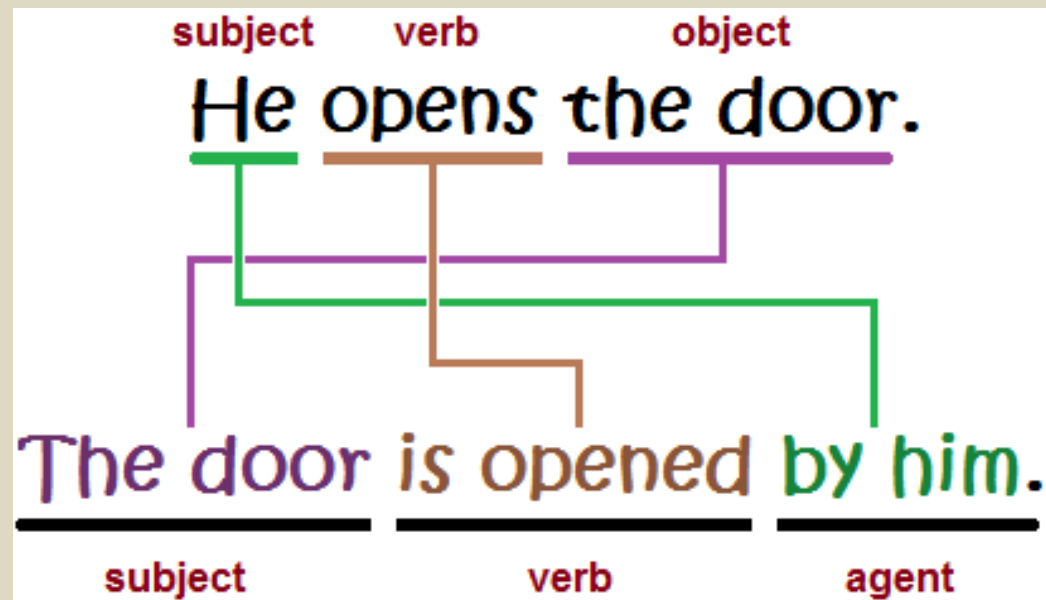 subject verb object
He opens the door.
The door is opened by him.
subject verb agent